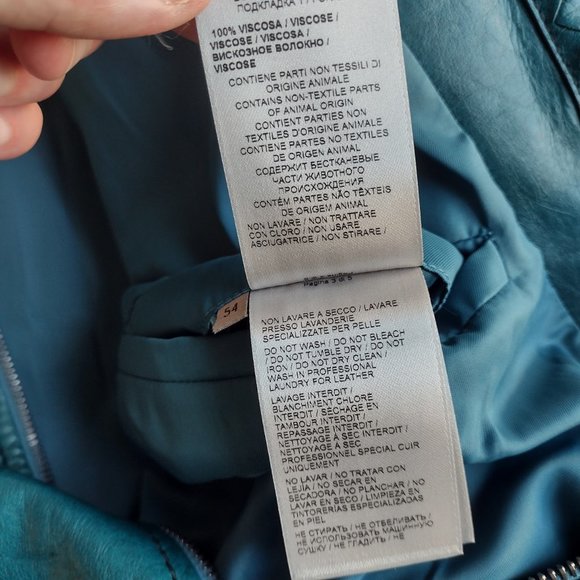 100% VISCOSA / VISCOSE /
VISCOSE / VISCOSA /
ВИСКОЗНОЕ ВОЛОКНО /
VISCOSE
CONTIENE PARTI NON TESSILI DI
ORIGINE ANIMALE
CONTAINS NON-TEXTILE PARTS
OF ANIMAL ORIGIN
CONTIENT PARTIES NON
TEXTILES D'ORIGINE ANIMALE
CONTIENE PARTES NO TEXTILES
DE ORIGEN ANIMAL
СОДЕРЖИТ БЕСТКАНЕВЫЕ
ЧАСТИ ЖИВОТНОГО
ПРОИСХОЖДЕНИЯ
CONTÉM PARTES NÃO TÊXTEIS
DE ORIGEM ANIMAL
NON LAVARE / NON TRATTARE
CON CLORO / NON USARE
ASCIUGATRICE / NON STIRARE /
54
NON LAVARE A SECCO / LAVARE
PRESSO LAVANDERIE
SPECIALIZZATE PER PELLE
DO NOT WASH / DO NOT BLEACH
/ DO NOT TUMBLE DRY / DO NOT
IRON / DO NOT DRY CLEAN /
WASH IN PROFESSIONAL
LAUNDRY FOR LEATHER
LAVAGE INTERDIT /
BLANCHIMENT CHLORÉ
INTERDIT / SÉCHAGE EN
TAMBOUR INTERDIT /
REPASSAGE INTERDIT /
NETTOYAGE À SEC INTERDIT /
NETTOYAGE À SEC
PROFESSIONNEL SPECIAL CUIR
UNIQUEMENT
NO LAVAR / NO TRATAR CON
LEJÍA / NO SECAR EN
SECADORA / NO PLANCHAR / NO
LAVAR EN SECO / LIMPIEZA EN
TINTORERÍAS ESPECIALIZADAS
EN PIEL
НЕ СТИРАТЬ / НЕ ОТБЕЛИВАТЬ /
НЕ ИСПОЛЬЗОВАТЬ МАШИННУЮ
СУШКУ / НЕ ГЛАДИТЬ / НЕ